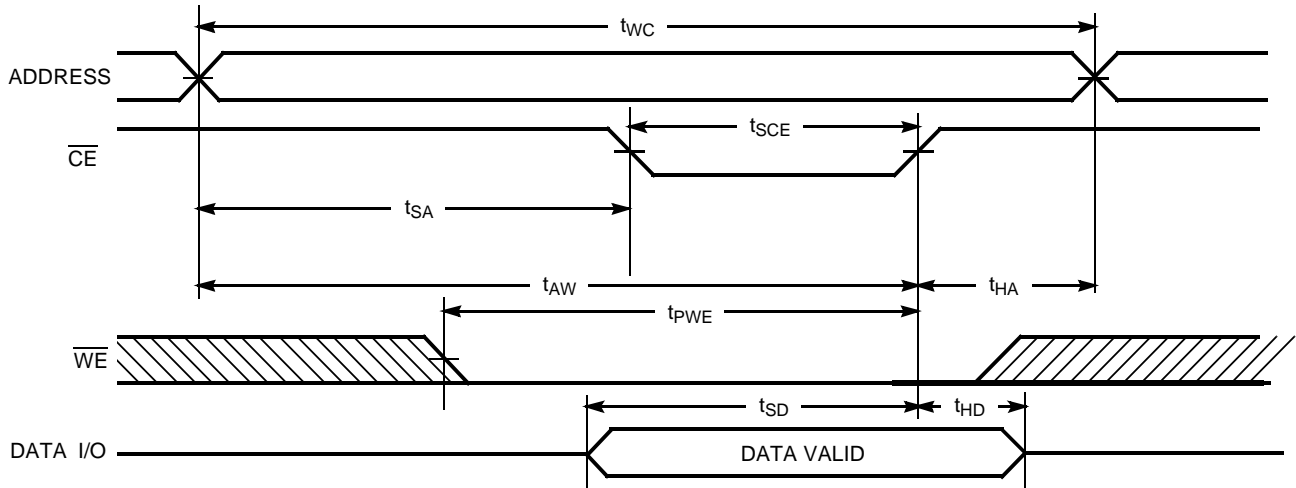 tWC
ADDRESS
tSCE
CE
tSA
tAW
tHA
tPWE
WE
tSD
tHD
DATA I/O
DATA VALID